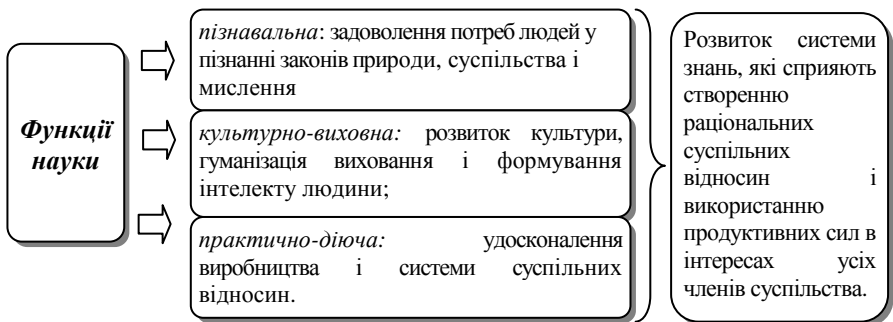 Функції
науки
пізнавальна: задоволення потреб людей у
пізнанні законів природи, суспільства і
мислення
культурно-виховна: розвиток культури,
гуманізація виховання і формування
інтелекту людини;
практично-діюча: удосконалення
виробництва і системи суспільних
відносин.
Розвиток системи
знань, які сприяють
створенню
раціональних
суспільних
відносин і
використанню
продуктивних сил в
інтересах усіх
членів суспільства.